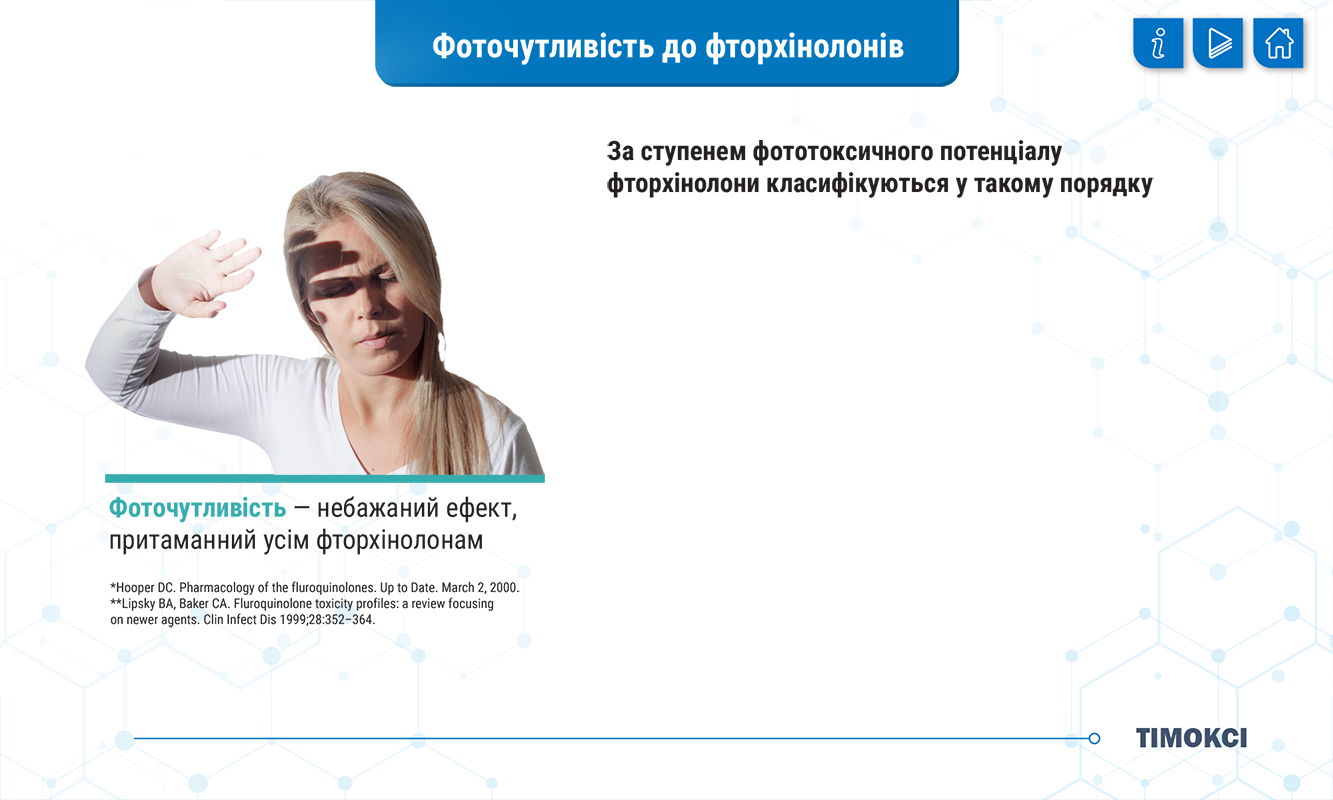 Фоточутливість до фторхінолонів
За ступенем фототоксичного потенціалу
фторхінолони класифікуються у такому порядку
Фоточутливість — небажаний ефект,
притаманний усім фторхінолонам
*Hooper DC. Pharmacology of the fluroquinolones. Up to Date. March 2, 2000.
**Lipsky BA, Baker CA. Fluroquinolone toxicity profiles: a review focusing
on newer agents. Clin Infect Dis 1999;28:352–364.
ТІМОКСІ